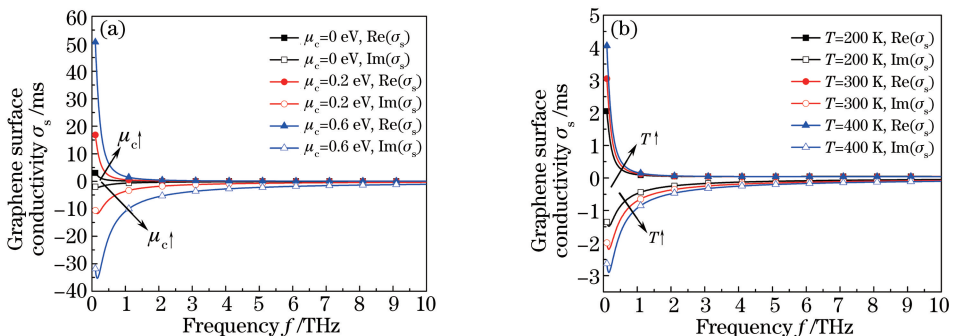 (a)
μc=0 eV, Re(σs)
μc=0 eV, Im(σs)
μc=0.2 eV, Re(σs)
μc=0.2 eV, Im(σs)
μc=0.6 eV, Re(σs)
μc=0.6 eV, Im(σs)
μc↑
μc↑
60
50
40
30
20
10
0
-10
-20
-30
-40
0 1 2 3 4 5 6 7 8 9 10
Frequency f /THz
Graphene surface
conductivity σs /ms
(b)
T=200 K, Re(σs)
T=200 K, Im(σs)
T=300 K, Re(σs)
T=300 K, Im(σs)
T=400 K, Re(σs)
T=400 K, Im(σs)
T↑
T↑
5
4
3
2
1
0
-1
-2
-3
0 1 2 3 4 5 6 7 8 9 10
Frequency f /THz
Graphene surface
conductivity σs /ms